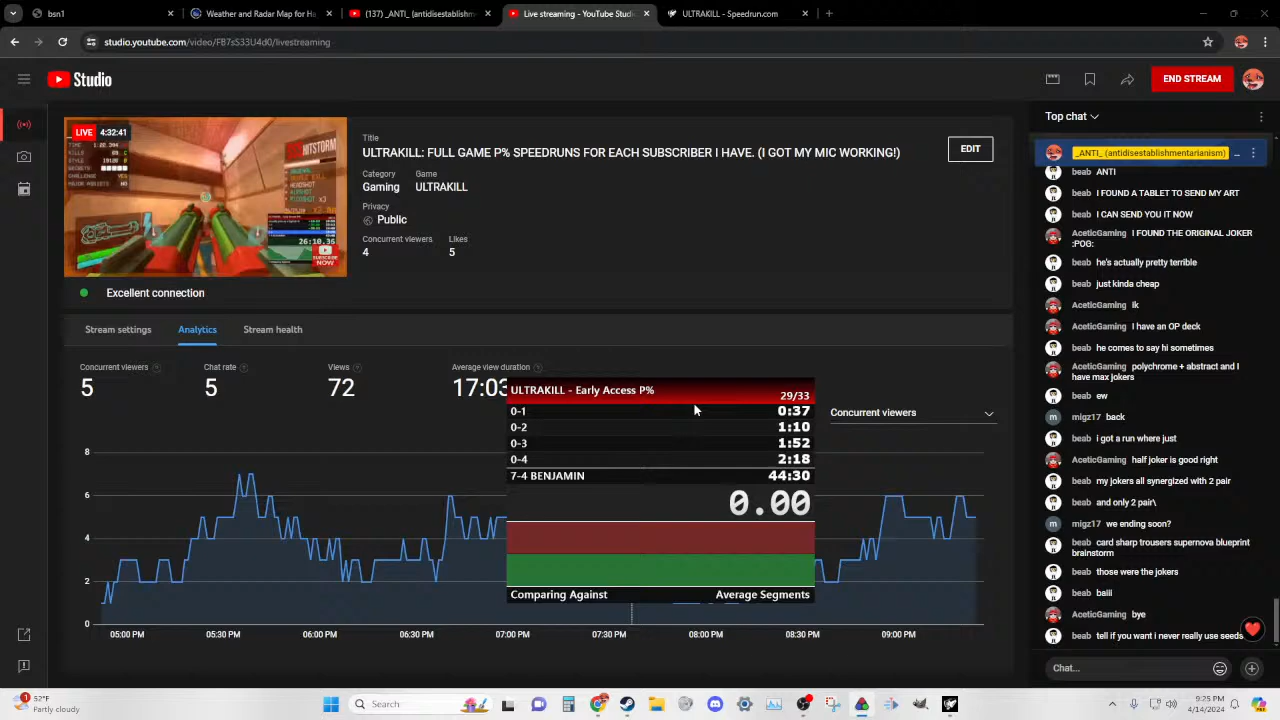 bsn1
Weather and Radar Map for H
(137) _ANTI_ (antidisestablishm
Live streaming - YouTube Studi
ULTRAKILL - Speedrun.com
studio.youtube.com/video/FB7sS33U4d0/livestreaming
Studio
END STREAM
LIVE 4:32:41
HITSTORM
26:10.35
SUBSCRIBE
NOW
Title
ULTRAKILL: FULL GAME P% SPEEDRUNS FOR EACH SUBSCRIBER I HAVE. (I GOT MYMIC WORKING!)
EDIT
Category
Game
Gaming
ULTRAKILL
Privacy
Public
Concurrent viewers
Likes
4
5
Excellent connection
Stream settings
Analytics
Stream health
Concurrent viewers
Chat rate
Views
Average view duration
5
5
72
17:03
Concurrent viewers
8
6
4
2
0
05:00 PM
05:30 PM
06:00 PM
06:30 PM
07:00 PM
07:30 PM
08:00 PM
08:30 PM
09:00 PM
ULTRAKILL - Early Access P%
29/33
0-1 0:37
0-2 1:10
0-3 1:52
0-4 2:18
7-4 BENJAMIN 44:30
0.00
Comparing Against Average Segments
Top chat
_ANTI_ (antidisestablishmentarianism)
beab ANTI
beab I FOUND A TABLET TO SEND MY ART
beab I CAN SEND YOU IT NOW
AceticGaming I FOUND THE ORIGINAL JOKER
:POG:
beab he's actually pretty terrible
beab just kinda cheap
AceticGaming ik
AceticGaming I have an OP deck
beab he comes to say hi sometimes
AceticGaming polychrome + abstract and I
have max jokers
beab ew
migz17 back
beab i got a run where just
AceticGaming half joker is good right
beab my jokers all synergized with 2 pair
beab and only 2 pair\
migz17 we ending soon?
beab card sharp trousers supernova blueprint
brainstorm
beab those were the jokers
beab baiii
AceticGaming bye
beab tell if you want i never really use seeds
Chat...
1
52°F
Partly cloudy
Search
9:25 PM
4/14/2024